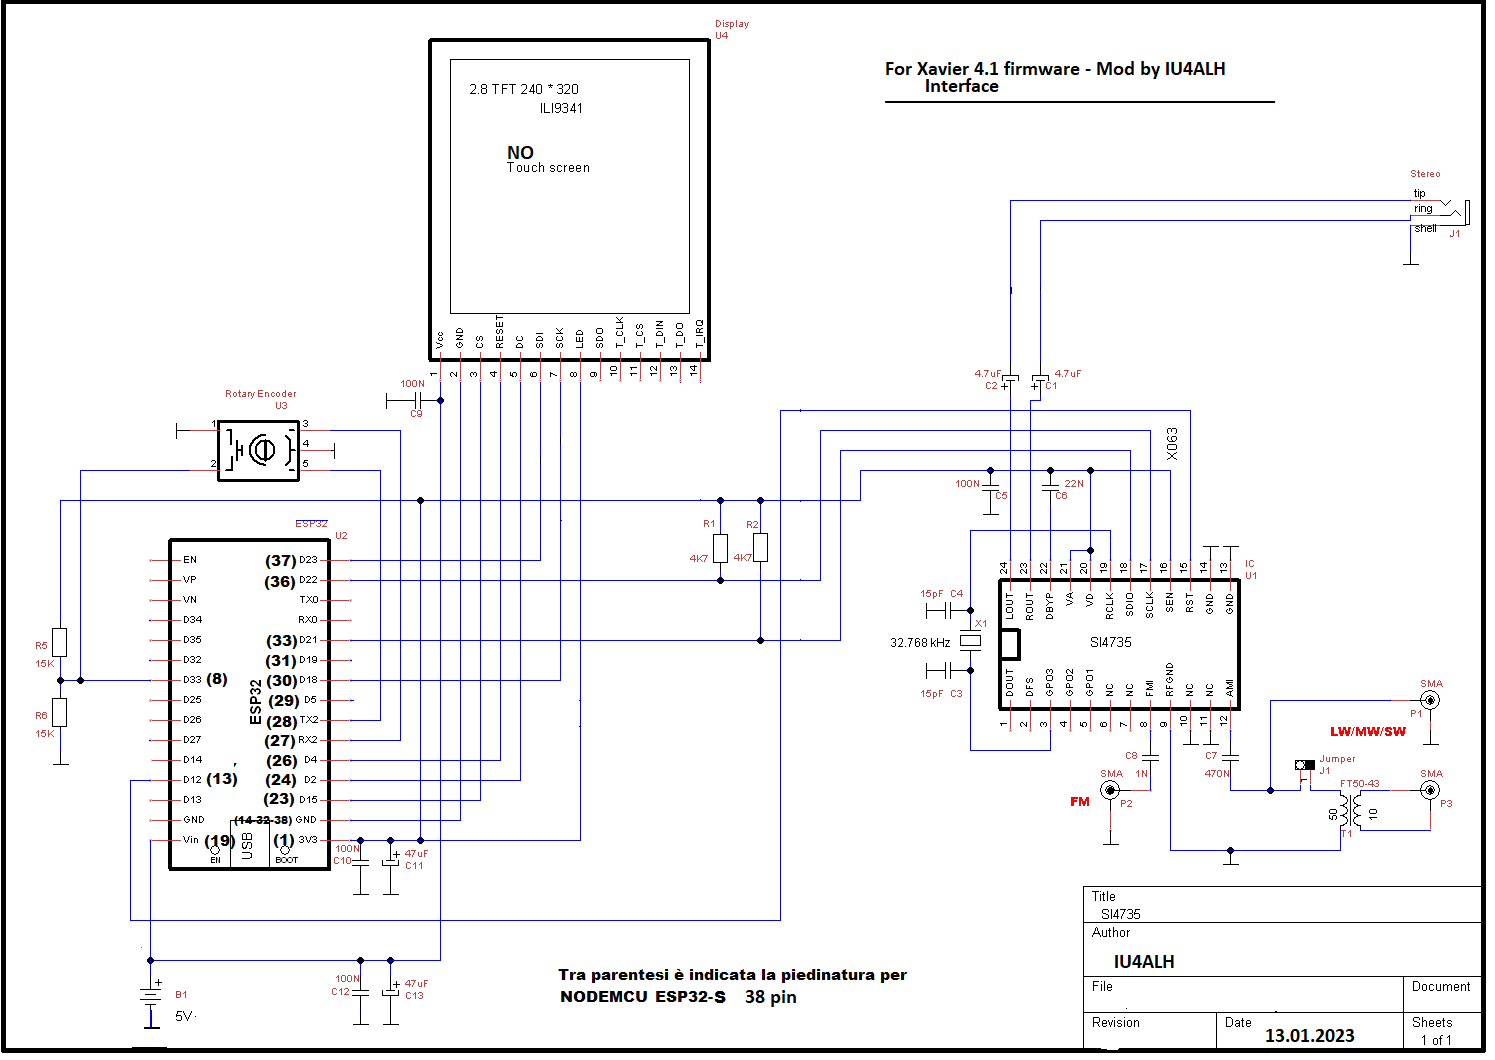 Display
U4
For Xavier 4.1 firmware - Mod by IU4ALH
Interface
2.8 TFT 240 * 320
ILI9341
NO
Touch screen
Stereo
tip
ring
shell
J1
Vcc
GND
CS
RESET
DC
SDI
SCK
LED
SDO
T_CLK
T_CS
T_DIN
T_DO
T_IRQ
1
2
3
4
5
6
7
8
9
10
11
12
13
14
100N
C9
Rotary Encoder
U3
1
2
3
4
5
4.7uF
C2
+
4.7uF
C1
+
X063
100N
C5
22N
C6
R1
4K7
R2
4K7
ESP32
U2
EN
VP
VN
D34
D35
D32
D33 (8)
D25
D26
D27
D14
D12 (13)
D13
GND
Vin (19)
(37) D23
(36) D22
TX0
RX0
(33) D21
(31) D19
(30) D18
(29) D5
(28) TX2
(27) RX2
(26) D4
(24) D2
(23) D15
(14-32-38) GND
(1) 3V3
ESP32
USB
EN
BOOT
R5
15K
R6
15K
24
23
22
21
20
19
18
17
16
15
14
13
IC
U1
LOUT
ROUT
DBYP
VA
VD
RCLK
SDIO
SCLK
SEN
RST
GND
GND
SI4735
15pF C4
X1
32.768 kHz
15pF C3
DOUT
DFS
GPO3
GPO2
GPO1
NC
NC
FMI
RFGND
NC
NC
AMI
1
2
3
4
5
6
7
8
9
10
11
12
SMA
P1
LW/MW/SW
C8
1N
C7
470N
Jumper
J1
SMA
P2
FM
FT50-43
50
10
T1
SMA
P3
100N
C10
+
47uF
C11
100N
C12
+
47uF
C13
+
B1
5V
Tra parentesi è indicata la piedinatura per
NODEMCU ESP32-S 38 pin
Title
SI4735
Author
IU4ALH
File
Document
Revision
Date
13.01.2023
Sheets
1 of 1